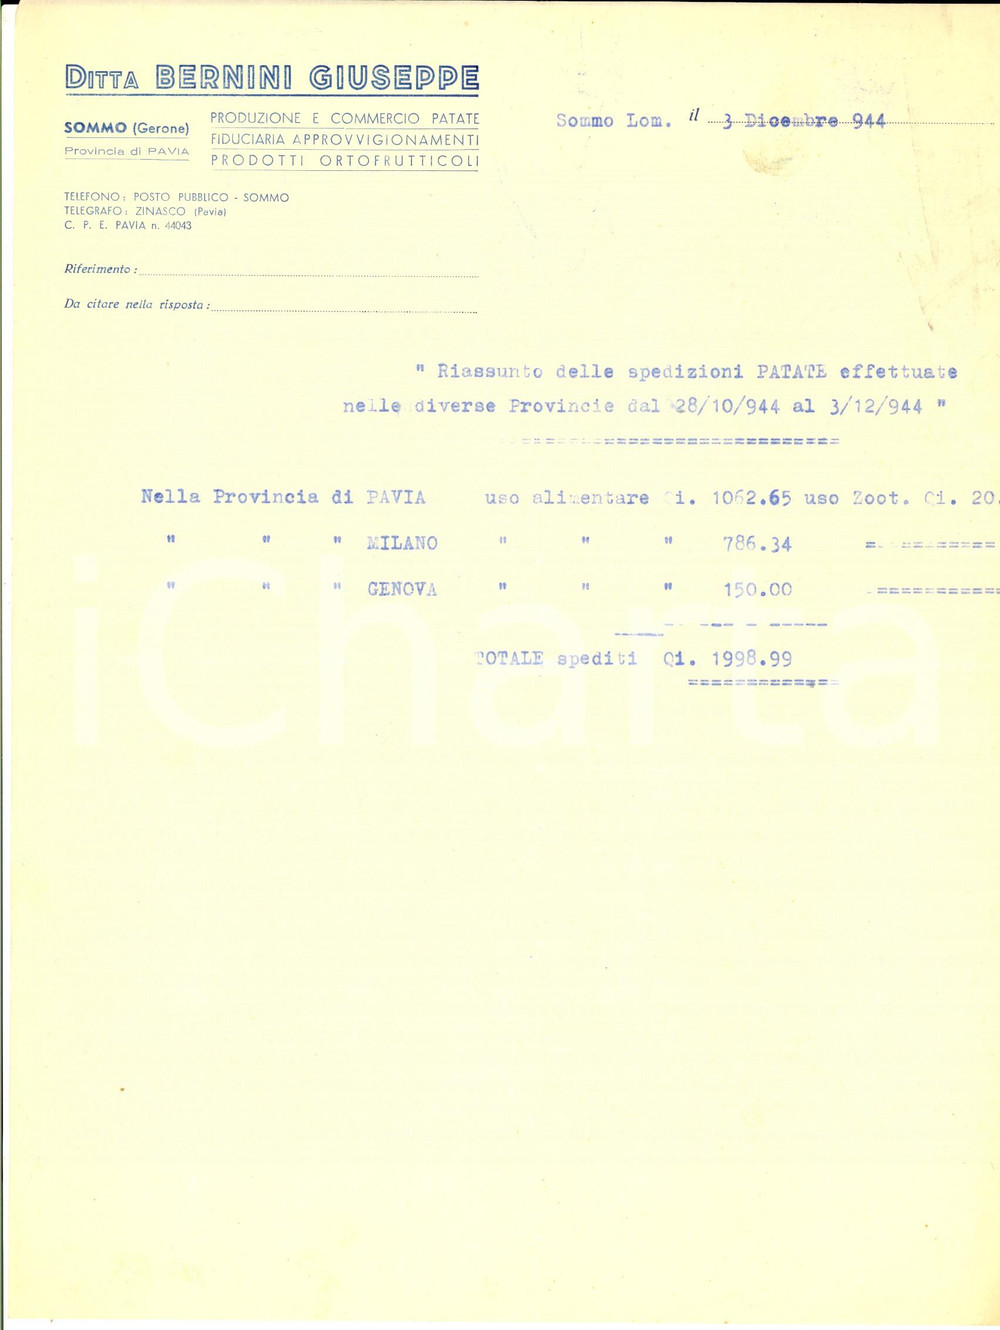 DITTA BERNINI GIUSEPPE
SOMMO (Gerone)
Provincia di PAVIA
PRODUZIONE E COMMERCIO PATATE
FIDUCIARIA APPROVVIGIONAMENTI
PRODOTTI ORTOFRUTTICOLI
Sommo Lom. il 3 Dicembre 944
TELEFONO: POSTO PUBBLICO - SOMMO
TELEGRAFO: ZINASCO (Pavia)
C. P. E. PAVIA n. 44043
Riferimento:
Da citare nella risposta:
" Riassunto delle spedizioni PATATE effettuate
nelle diverse Provincie dal 28/10/944 al 3/12/944 "
Nella Provincia di PAVIA uso alimentare Qi. 1062.65 uso Zoot. Qi. 20.
" " " MILANO " " " 786.34
" " " GENOVA " " " 150.00
TOTALE spediti Qi. 1998.99
iCharta